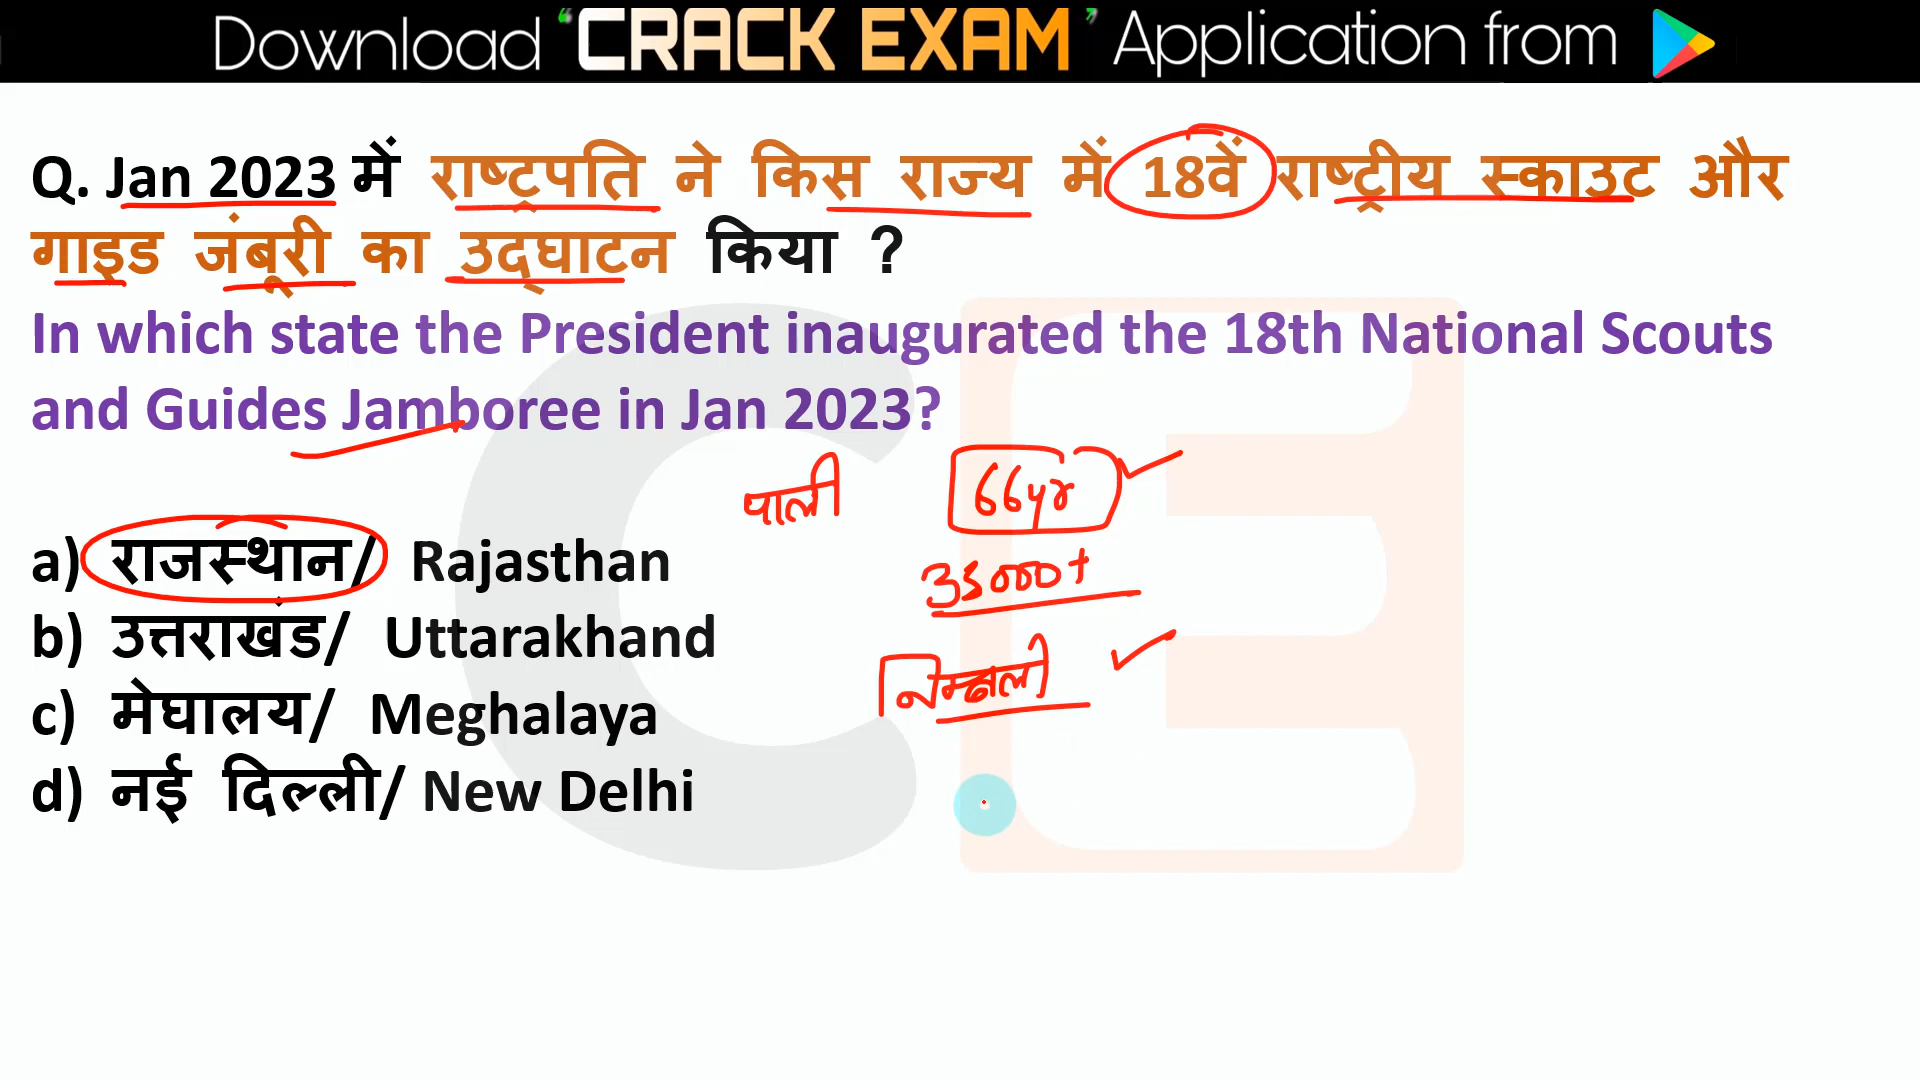 Download ‘CRACK EXAM’ Application from
Q. Jan 2023 में राष्ट्रपति ने किस राज्य में 18वें राष्ट्रीय स्काउट और
गाइड जंबूरी का उद्घाटन किया ?
In which state the President inaugurated the 18th National Scouts
and Guides Jamboree in Jan 2023?
पाली 66yr
a) राजस्थान/ Rajasthan
35000+
b) उत्तराखंड/ Uttarakhand
c) मेघालय/ Meghalaya
d) नई दिल्ली/ New Delhi
CE